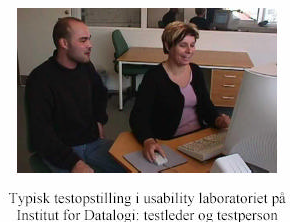 Typisk testopstilling i usability laboratoriet på
Institut for Datalogi: testleder og testperson